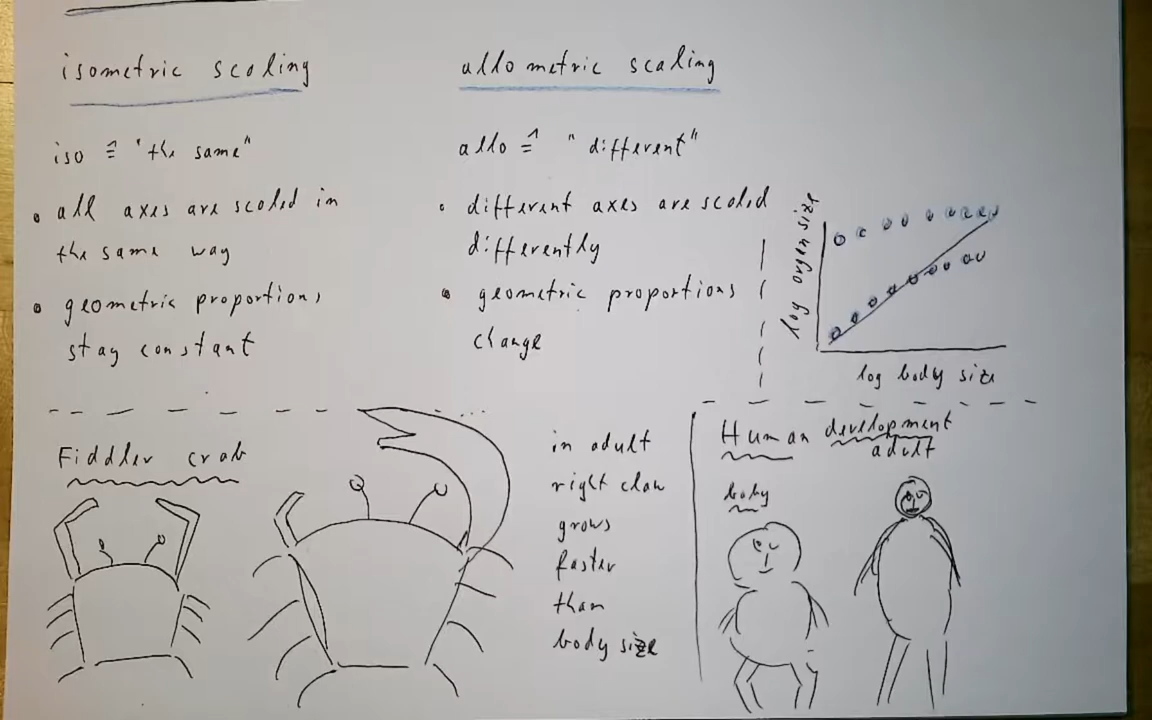 isometric scaling
iso ≙ "the same"
• all axes are scaled in
the same way
• geometric proportions
stay constant
allometric scaling
allo ≙ "different"
• different axes are scaled
differently
• geometric proportions
change
log organ size
log body size
Fiddler crab
in adult
right claw
grows
faster
than
body size
Human development
baby
adult